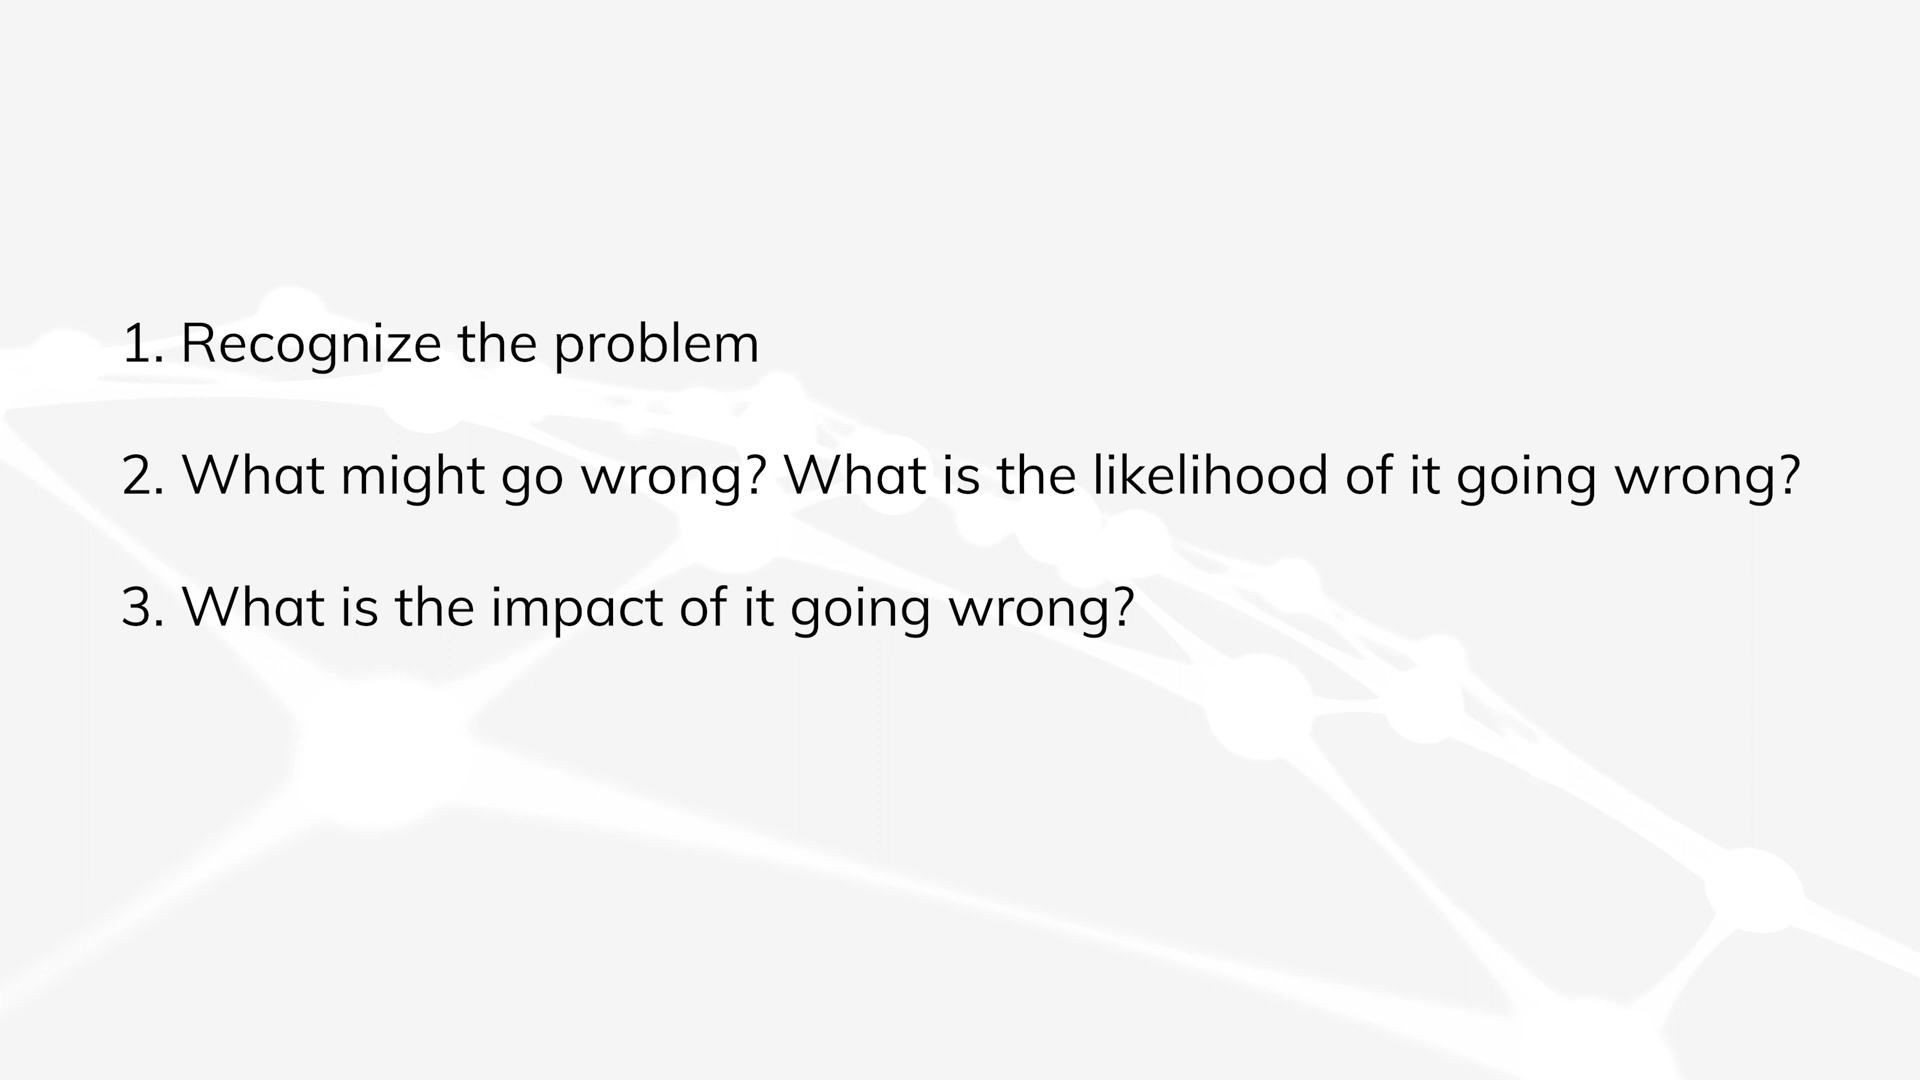 1. Recognize the problem
2. What might go wrong? What is the likelihood of it going wrong?
3. What is the impact of it going wrong?